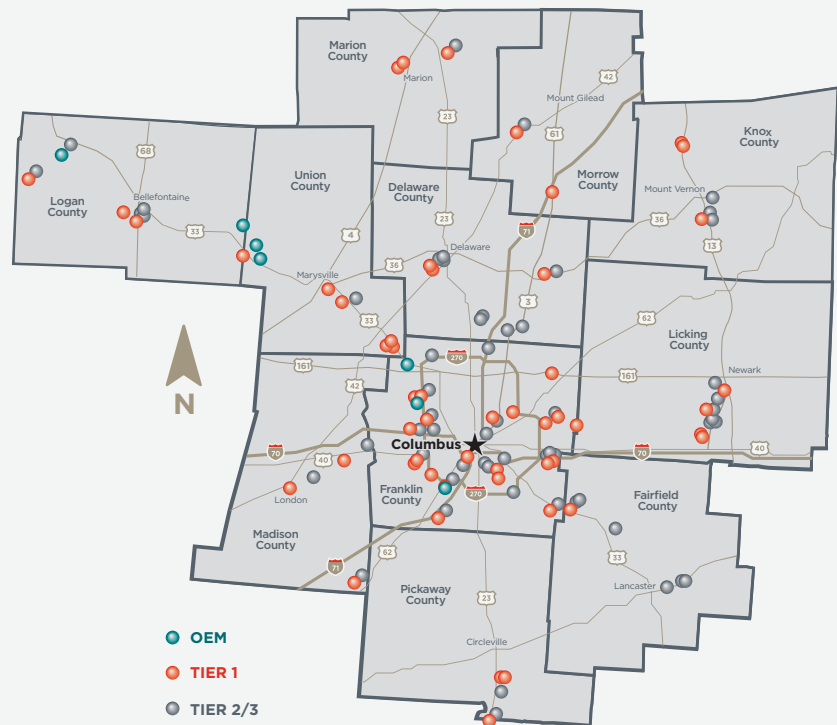 Marion
County
Marion
42
Mount Gilead
23
61
Knox
County
68
Union
County
Morrow
County
Delaware
County
Mount Vernon
Bellefontaine
Logan
County
71
23
36
33
4
Delaware
13
36
Marysville
3
62
33
Licking
County
270
161
161
42
Newark
Columbus
70
40
70
40
Franklin
County
270
Fairfield
County
London
Madison
County
62
33
71
Pickaway
County
Lancaster
23
Circleville
N
OEM
TIER 1
TIER 2/3